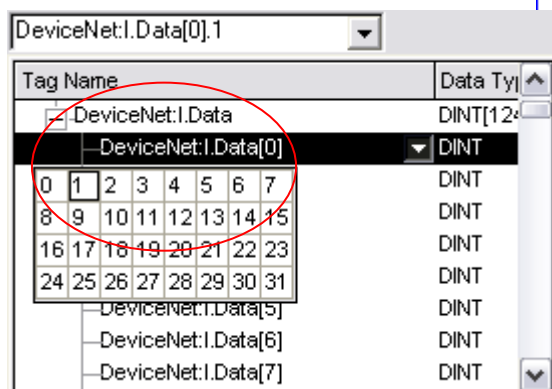 DeviceNet:I.Data[0].1
Tag Name Data Ty
DeviceNet:I.Data DINT[124
DeviceNet:I.Data[0] DINT
0 1 2 3 4 5 6 7 DINT
8 9 10 11 12 13 14 15 DINT
16 17 18 19 20 21 22 23 DINT
24 25 26 27 28 29 30 31 DINT
DeviceNet:I.Data[5] DINT
DeviceNet:I.Data[6] DINT
DeviceNet:I.Data[7] DINT